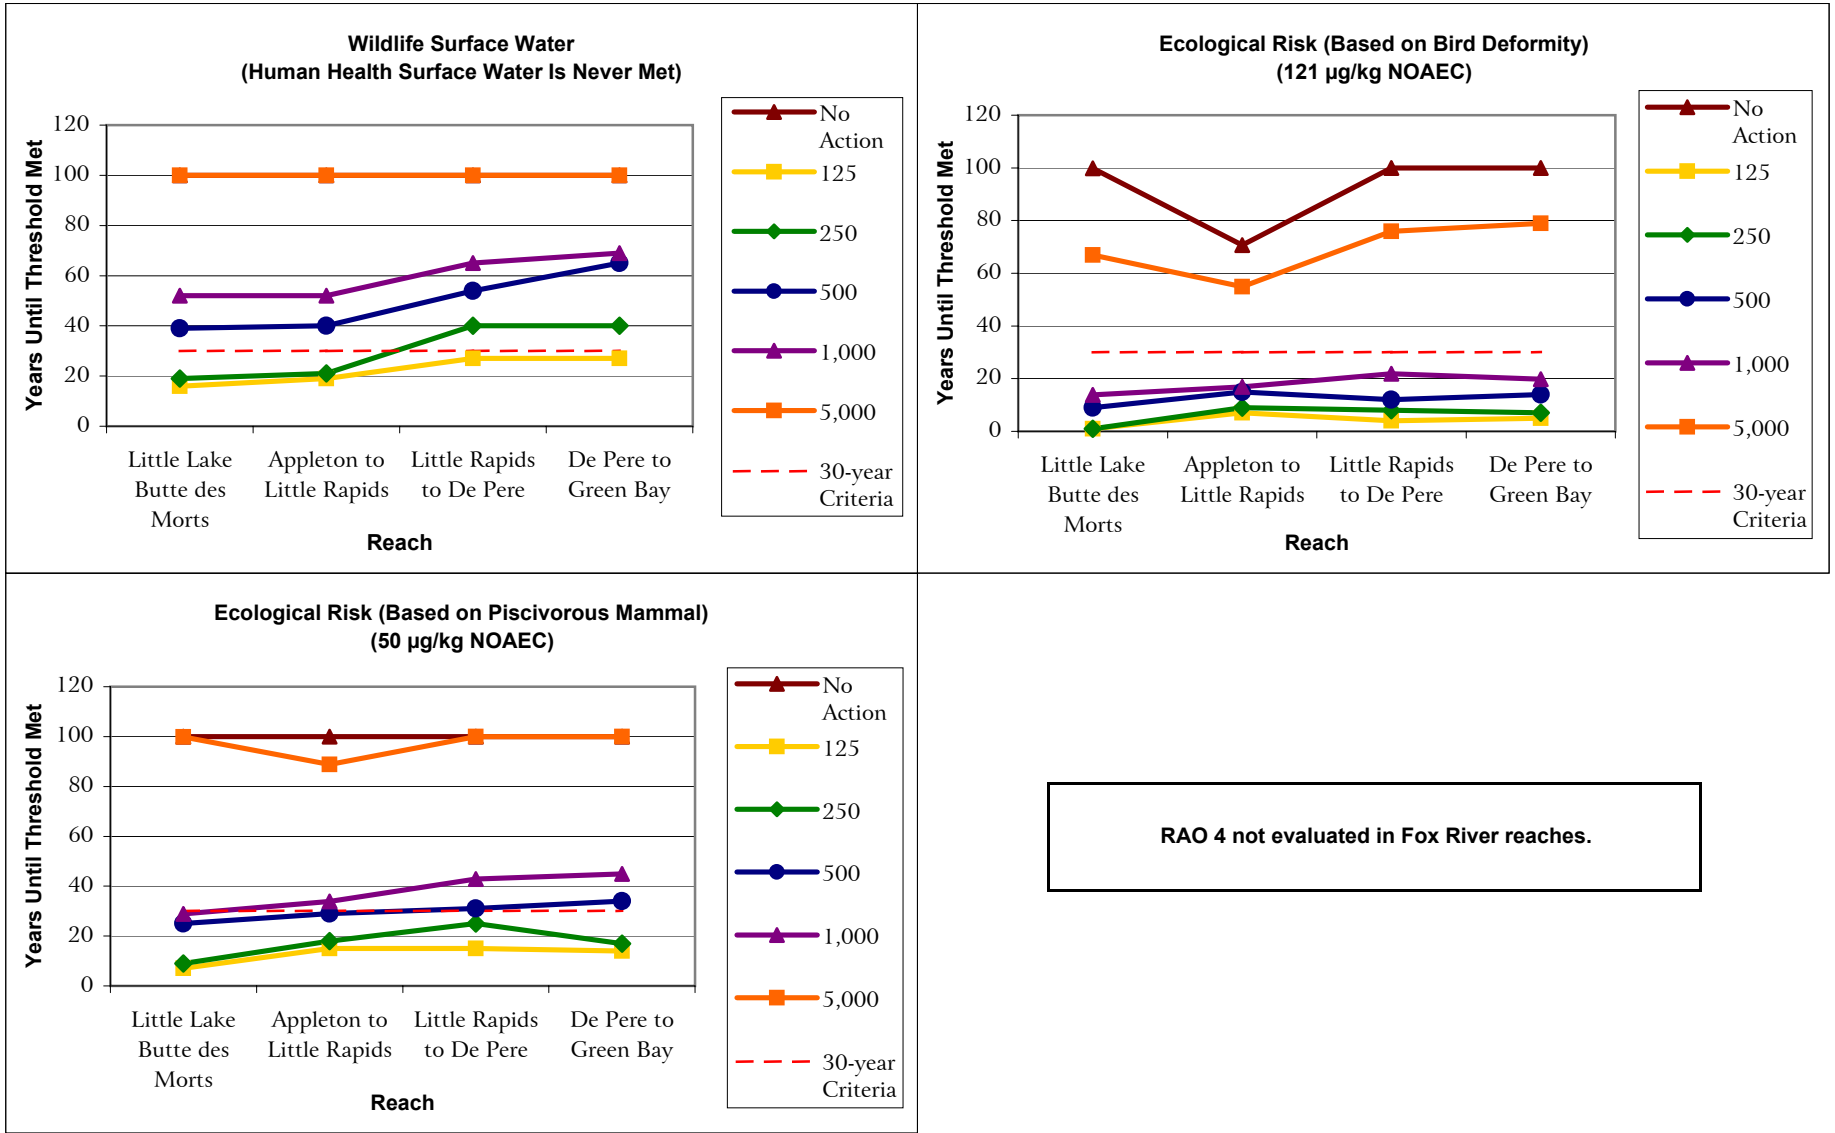 Wildlife Surface Water
(Human Health Surface Water Is Never Met)
Years Until Threshold Met
120
100
80
60
40
20
0
Little Lake
Butte des
Morts
Appleton to
Little Rapids
Little Rapids
to De Pere
De Pere to
Green Bay
Reach
No
Action
125
250
500
1,000
5,000
30-year
Criteria
Ecological Risk (Based on Bird Deformity)
(121 µg/kg NOAEC)
Years Until Threshold Met
120
100
80
60
40
20
0
Little Lake
Butte des
Morts
Appleton to
Little Rapids
Little Rapids
to De Pere
De Pere to
Green Bay
Reach
No
Action
125
250
500
1,000
5,000
30-year
Criteria
Ecological Risk (Based on Piscivorous Mammal)
(50 µg/kg NOAEC)
Years Until Threshold Met
120
100
80
60
40
20
0
Little Lake
Butte des
Morts
Appleton to
Little Rapids
Little Rapids
to De Pere
De Pere to
Green Bay
Reach
No
Action
125
250
500
1,000
5,000
30-year
Criteria
RAO 4 not evaluated in Fox River reaches.